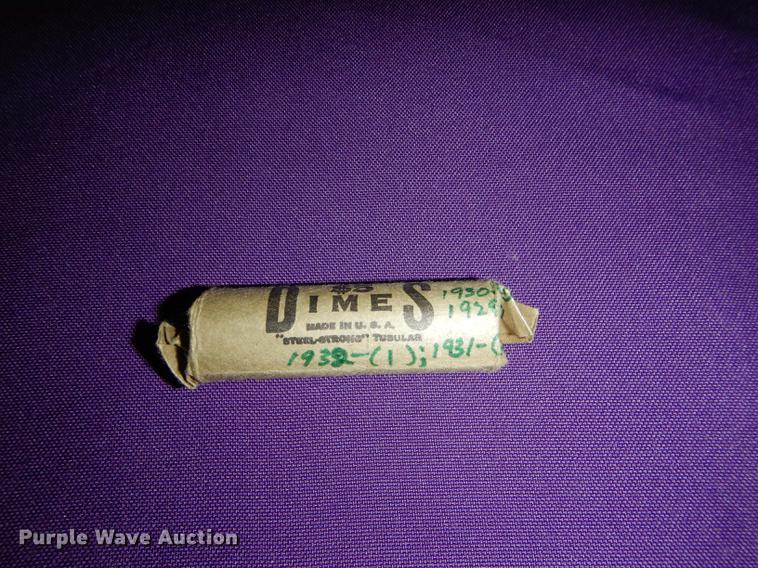 $5
DIMES
MADE IN U. S. A.
"STEEL-STRONG" TUBULAR
1930-
1929
1932-(1); 1931-(
Purple Wave Auction